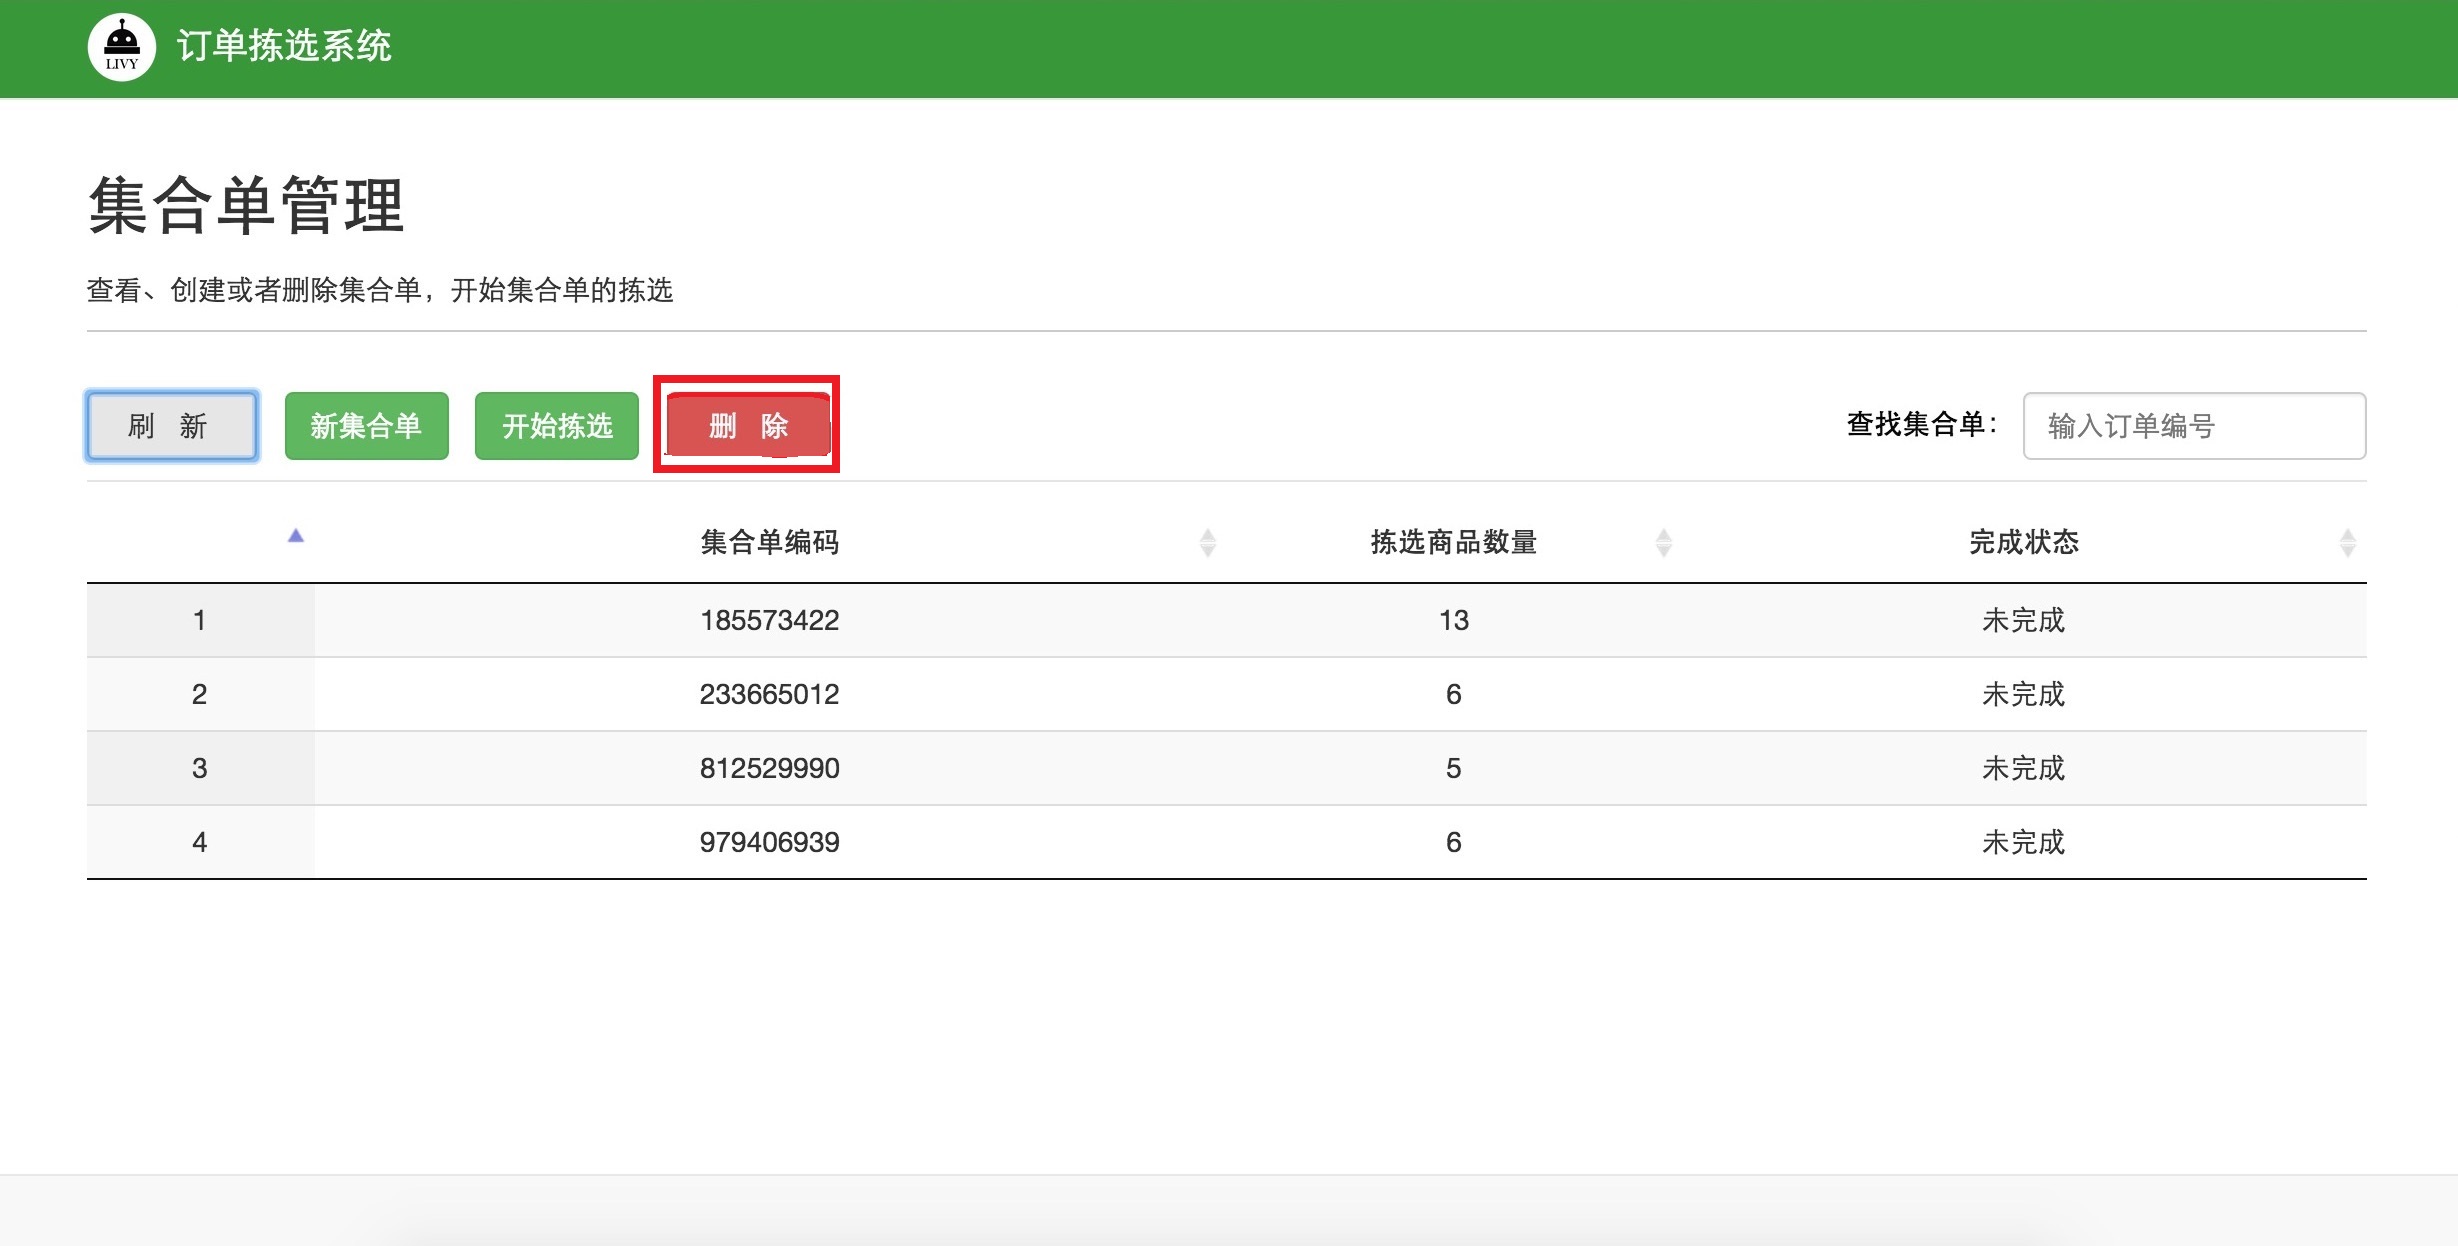 LIVY 订单拣选系统
集合单管理
查看、创建或者删除集合单，开始集合单的拣选
刷 新 新集合单 开始拣选 删 除 查找集合单： 输入订单编号
集合单编码 拣选商品数量 完成状态
1 185573422 13 未完成
2 233665012 6 未完成
3 812529990 5 未完成
4 979406939 6 未完成